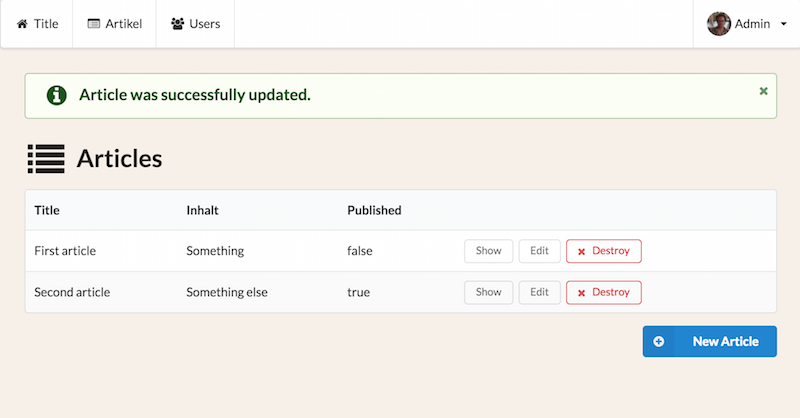 Title Artikel Users Admin
Article was successfully updated.
Articles
Title Inhalt Published
First article Something false Show Edit Destroy
Second article Something else true Show Edit Destroy
New Article